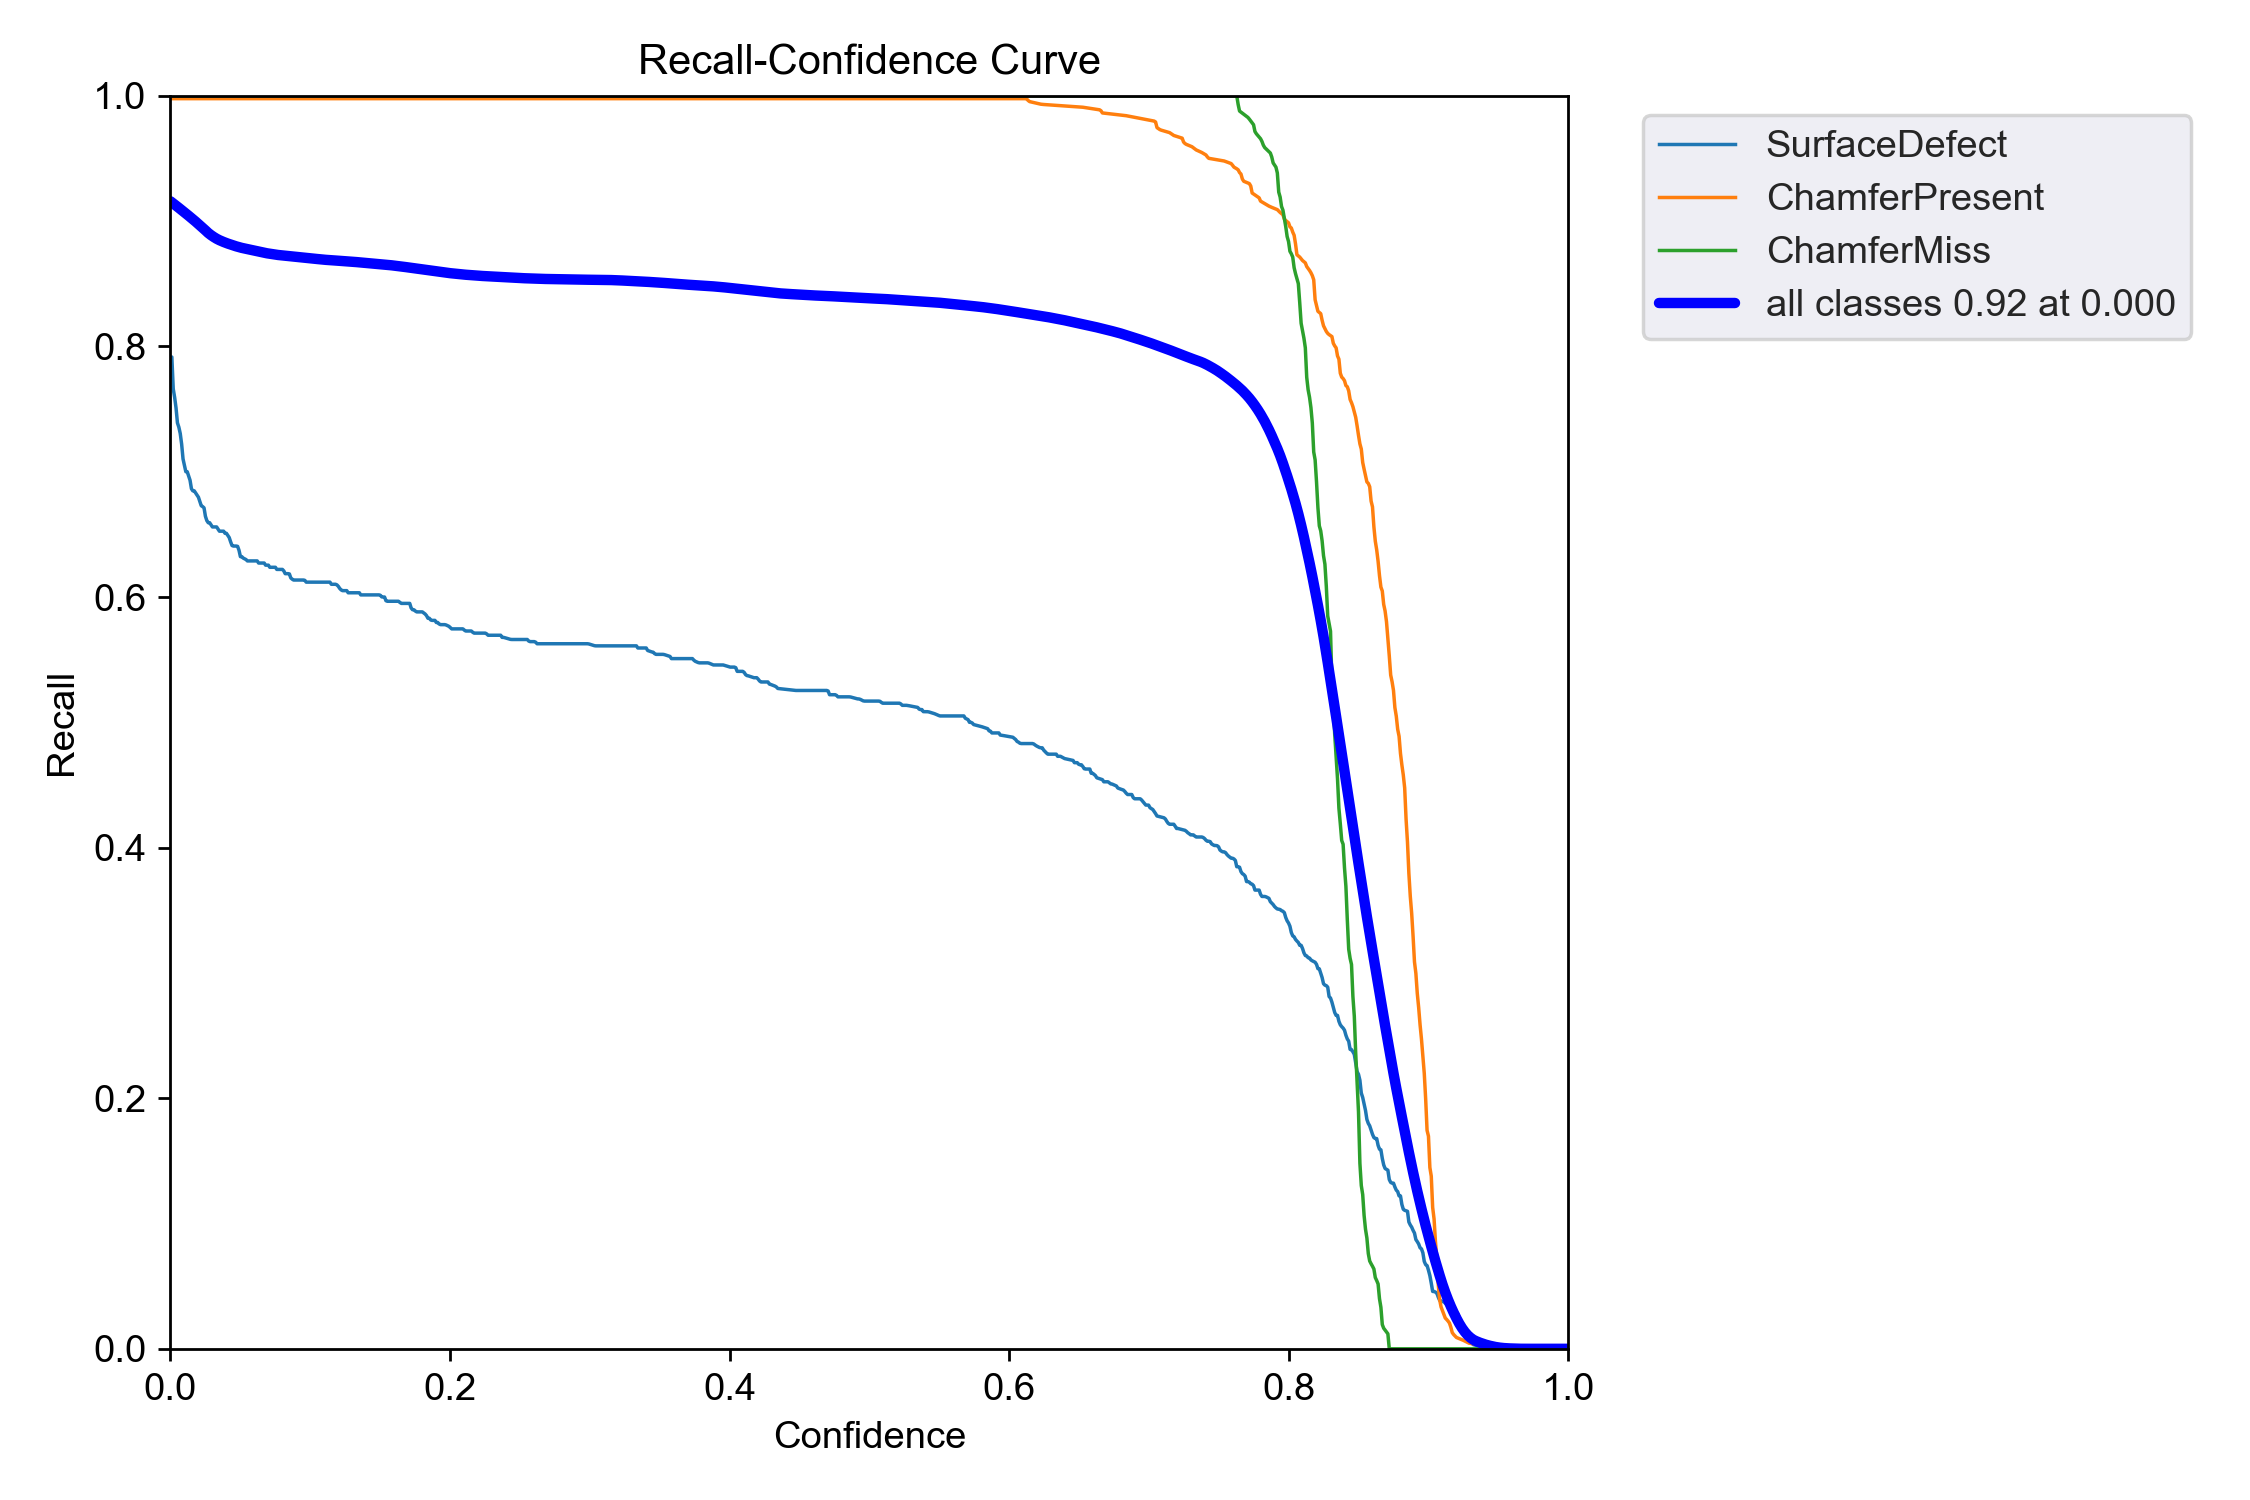 Recall-Confidence Curve
1.0
0.8
0.6
0.4
0.2
0.0
Recall
0.0 0.2 0.4 0.6 0.8 1.0
Confidence
SurfaceDefect
ChamferPresent
ChamferMiss
all classes 0.92 at 0.000